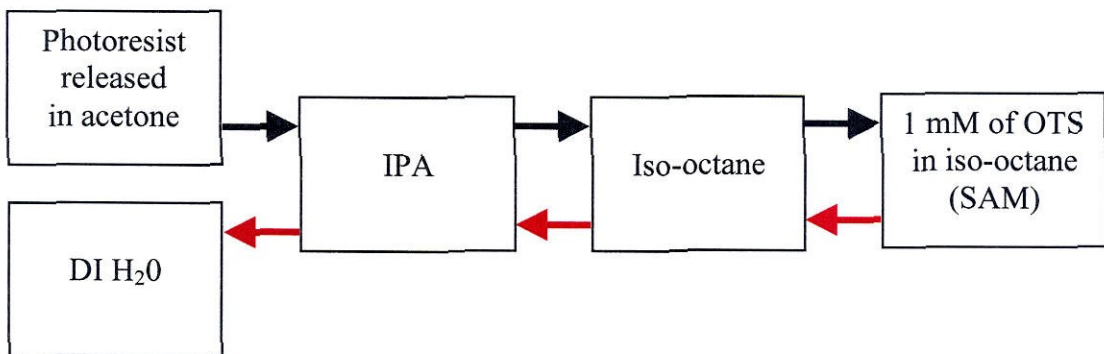 Photoresist
released
in acetone
IPA
Iso-octane
1 mM of OTS
in iso-octane
(SAM)
DI H₂0